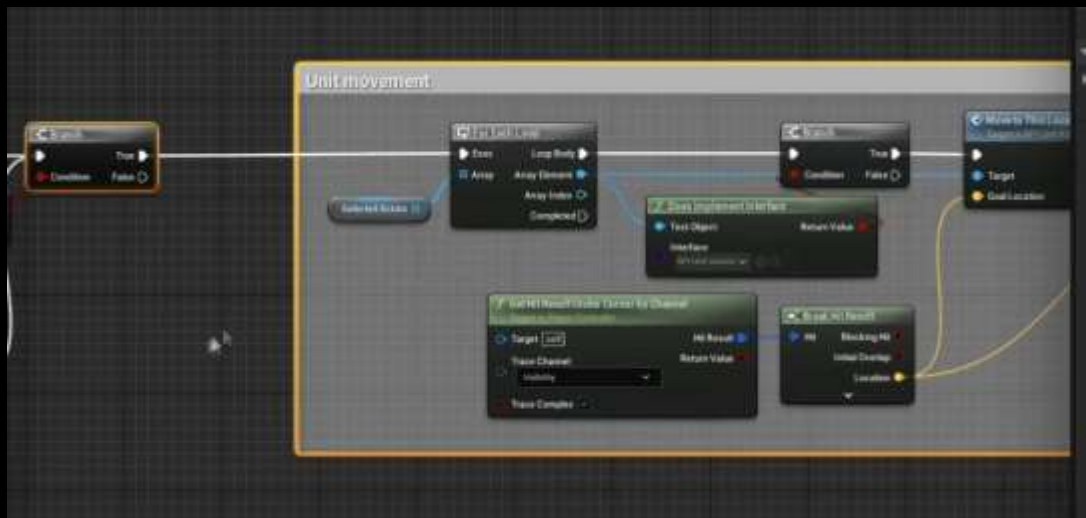 Unit movement
Branch
True
Condition
False
For Each Loop
Exec
Loop Body
Array
Array Element
Array Index
Completed
Branch
True
Condition
False
Target
Goal Location
Does Implement Interface
Test Object
Return Value
Interface
Get Hit Result Under Cursor by Channel
Target
self
Hit Result
Trace Channel
Return Value
Visibility
Trace Complex
Break Hit Result
Hit
Blocking Hit
Initial Overlap
Location